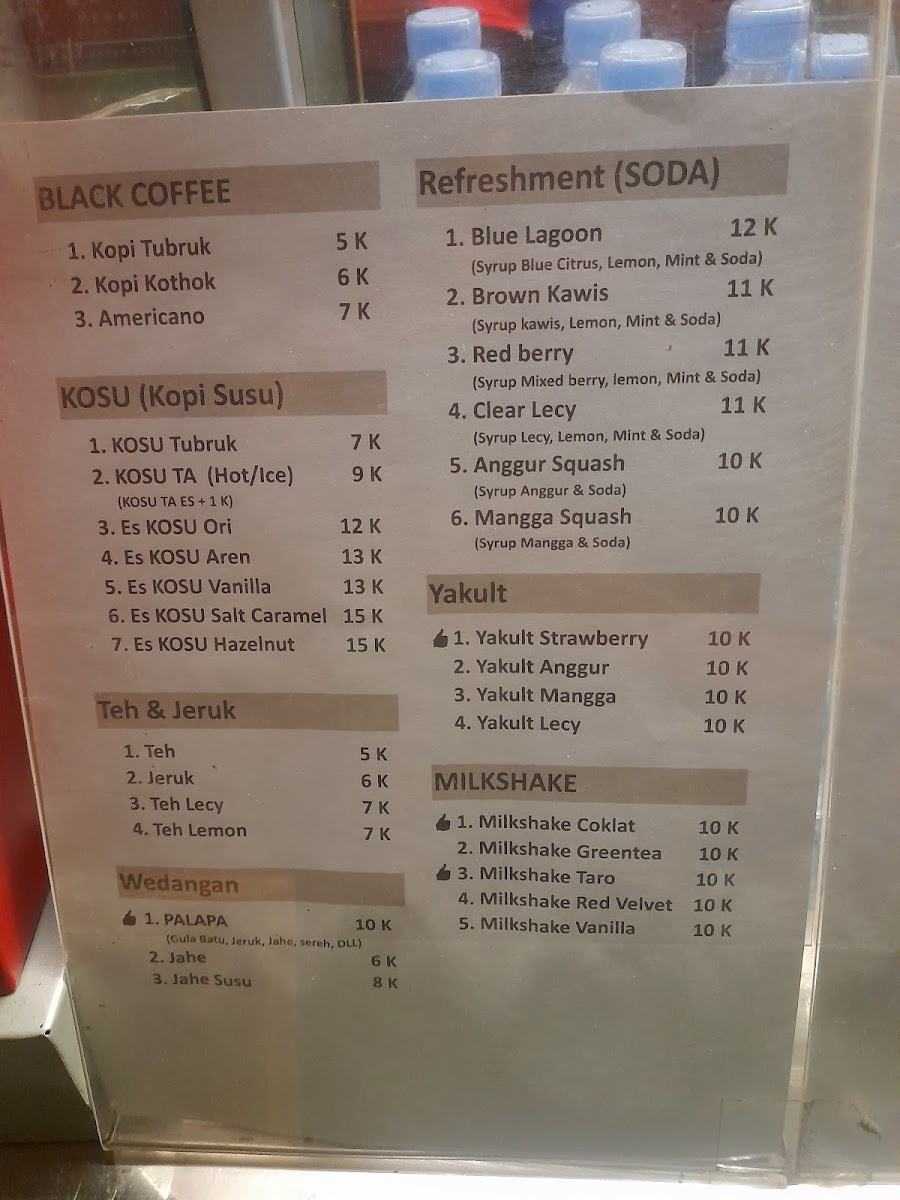 BLACK COFFEE
1. Kopi Tubruk 5 K
2. Kopi Kothok 6 K
3. Americano 7 K
KOSU (Kopi Susu)
1. KOSU Tubruk 7 K
2. KOSU TA (Hot/Ice) 9 K
(KOSU TA ES + 1 K)
3. Es KOSU Ori 12 K
4. Es KOSU Aren 13 K
5. Es KOSU Vanilla 13 K
6. Es KOSU Salt Caramel 15 K
7. Es KOSU Hazelnut 15 K
Teh & Jeruk
1. Teh 5 K
2. Jeruk 6 K
3. Teh Lecy 7 K
4. Teh Lemon 7 K
Wedangan
1. PALAPA 10 K
(Gula Batu, Jeruk, Jahe, sereh, DLL)
2. Jahe 6 K
3. Jahe Susu 8 K
Refreshment (SODA)
1. Blue Lagoon 12 K
(Syrup Blue Citrus, Lemon, Mint & Soda)
2. Brown Kawis 11 K
(Syrup kawis, Lemon, Mint & Soda)
3. Red berry 11 K
(Syrup Mixed berry, lemon, Mint & Soda)
4. Clear Lecy 11 K
(Syrup Lecy, Lemon, Mint & Soda)
5. Anggur Squash 10 K
(Syrup Anggur & Soda)
6. Mangga Squash 10 K
(Syrup Mangga & Soda)
Yakult
1. Yakult Strawberry 10 K
2. Yakult Anggur 10 K
3. Yakult Mangga 10 K
4. Yakult Lecy 10 K
MILKSHAKE
1. Milkshake Coklat 10 K
2. Milkshake Greentea 10 K
3. Milkshake Taro 10 K
4. Milkshake Red Velvet 10 K
5. Milkshake Vanilla 10 K